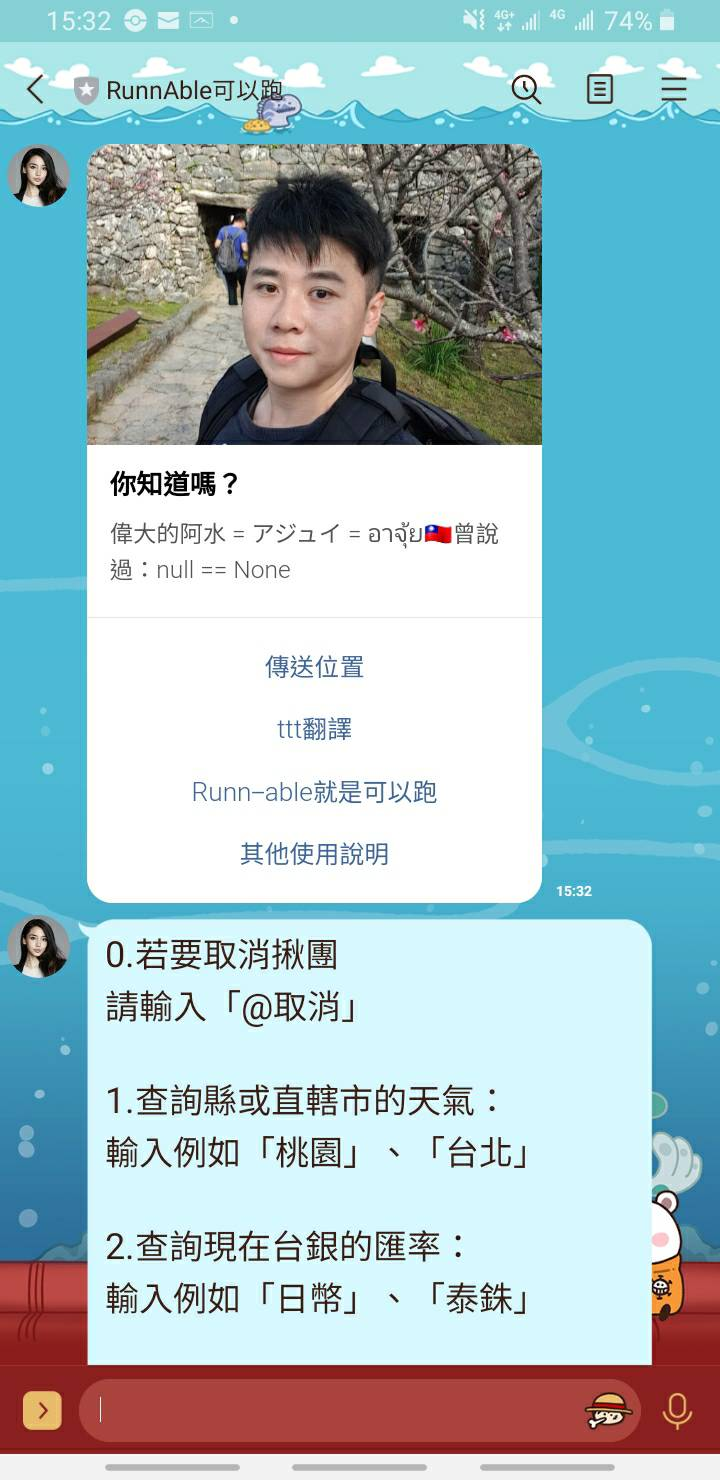 15:32 4G+ 4G 74%
RunnAble可以跑
你知道嗎？
偉大的阿水 = アジュイ = อาจุ้ย🇹🇼曾說
過：null == None
傳送位置
ttt翻譯
Runn-able就是可以跑
其他使用說明
15:32
0.若要取消揪團
請輸入「@取消」
1.查詢縣或直轄市的天氣：
輸入例如「桃園」、「台北」
2.查詢現在台銀的匯率：
輸入例如「日幣」、「泰銖」